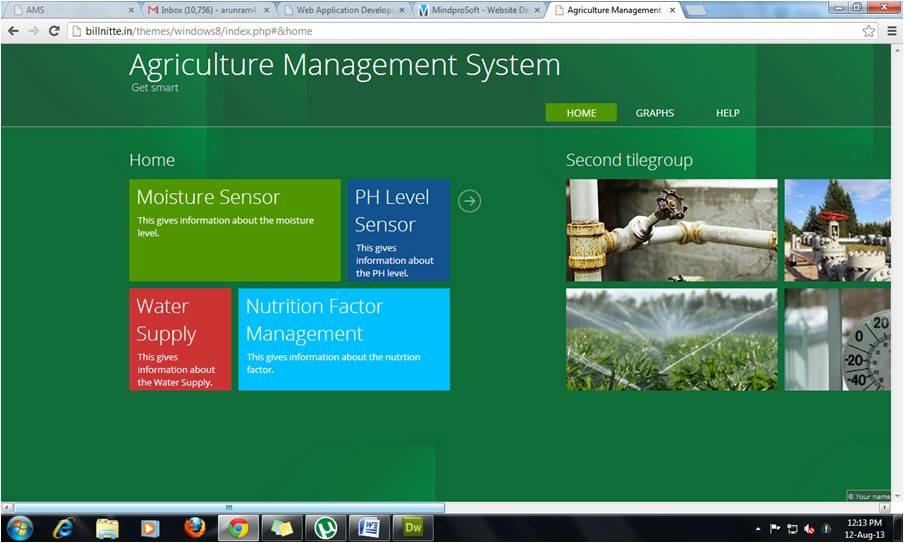 AMS
Inbox (10,756) - arunram4
Web Application Develop
MindproSoft - Website De
Agriculture Management
billnitte.in/themes/windows8/index.php#&home
Agriculture Management System
Get smart
HOME GRAPHS HELP
Home
Second tilegroup
Moisture Sensor
This gives information about the moisture
level.
PH Level
Sensor
This gives
information about
the PH level.
Water
Supply
This gives
information about
the Water Supply.
Nutrition Factor
Management
This gives information about the nutrtion
factor.
0
20
-20
-40
© Your name
Dw
12:13 PM
12-Aug-13